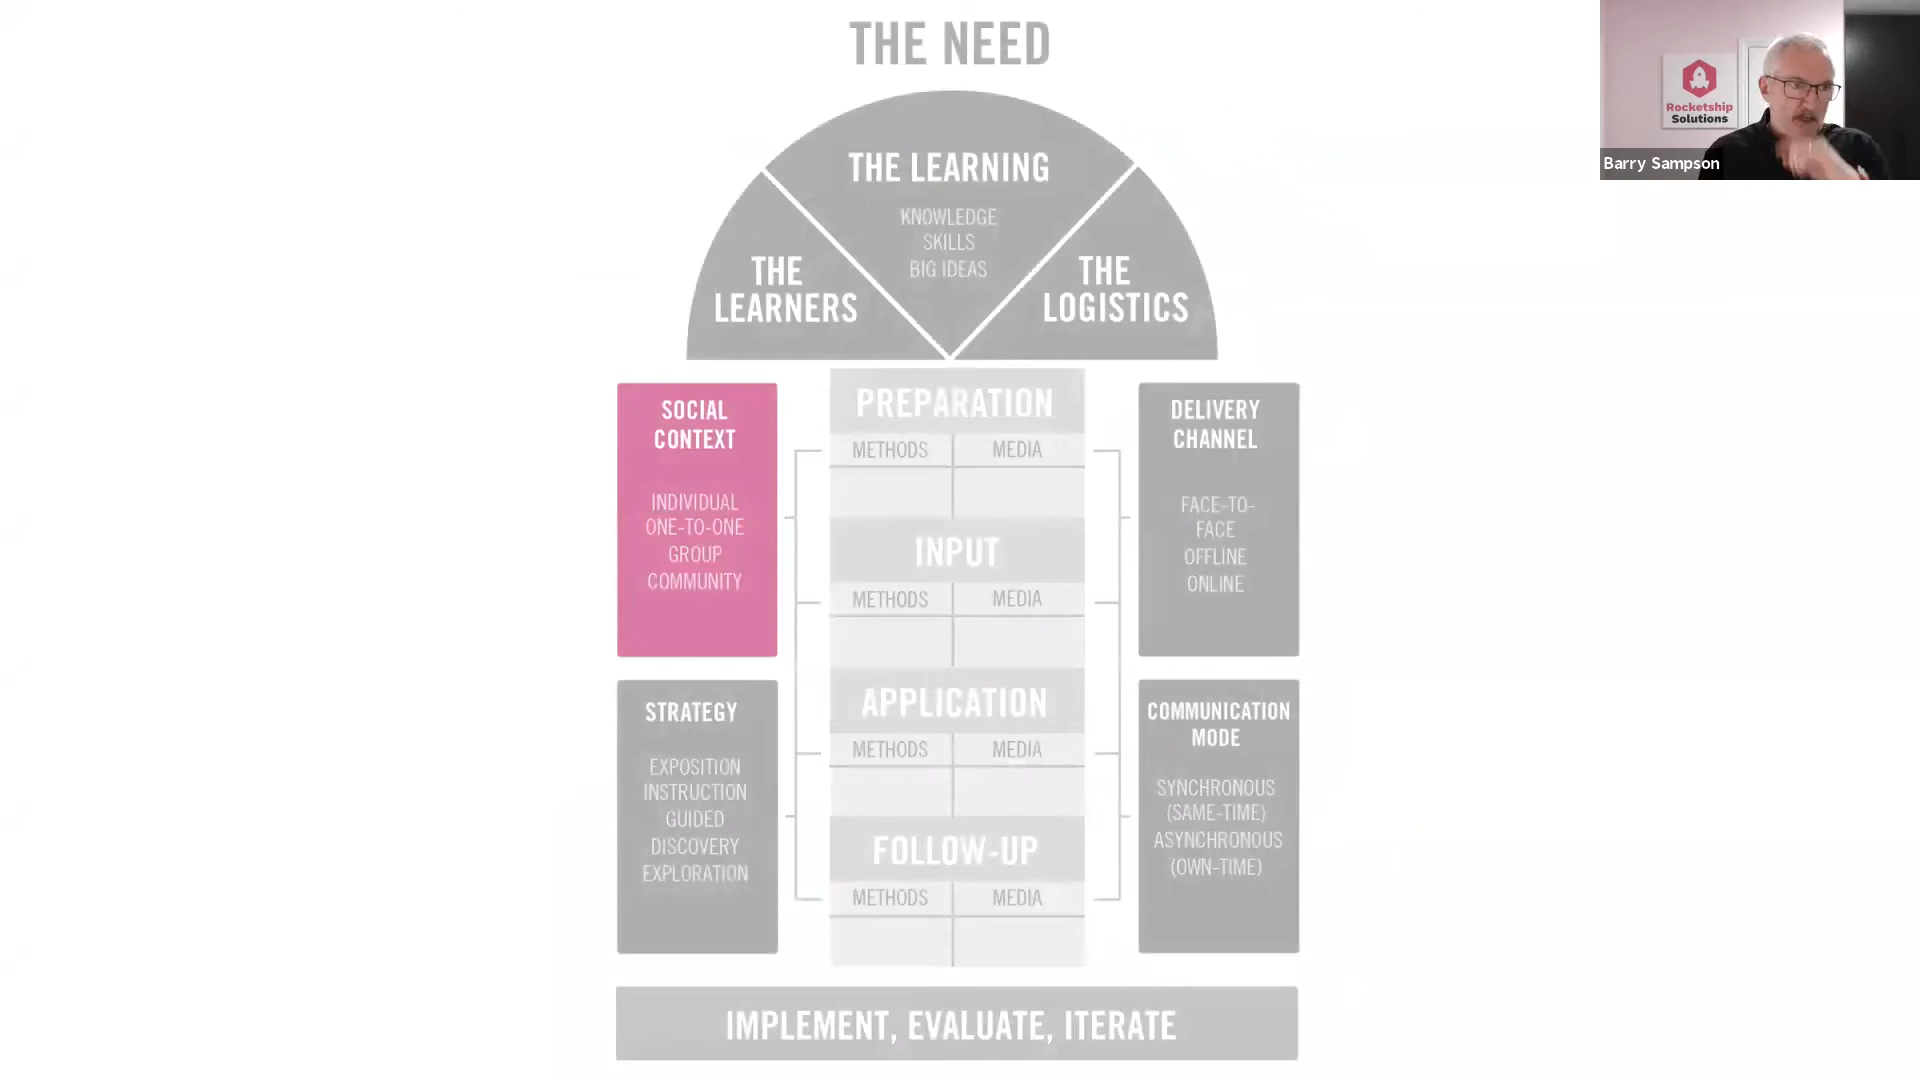 THE NEED
THE LEARNING
KNOWLEDGE
SKILLS
BIG IDEAS
THE
LEARNERS
THE
LOGISTICS
SOCIAL
CONTEXT
INDIVIDUAL
ONE-TO-ONE
GROUP
COMMUNITY
STRATEGY
EXPOSITION
INSTRUCTION
GUIDED
DISCOVERY
EXPLORATION
PREPARATION
METHODS MEDIA
INPUT
METHODS MEDIA
APPLICATION
METHODS MEDIA
FOLLOW-UP
METHODS MEDIA
DELIVERY
CHANNEL
FACE-TO-
FACE
OFFLINE
ONLINE
COMMUNICATION
MODE
SYNCHRONOUS
(SAME-TIME)
ASYNCHRONOUS
(OWN-TIME)
IMPLEMENT, EVALUATE, ITERATE
Rocketship
Solutions
Barry Sampson